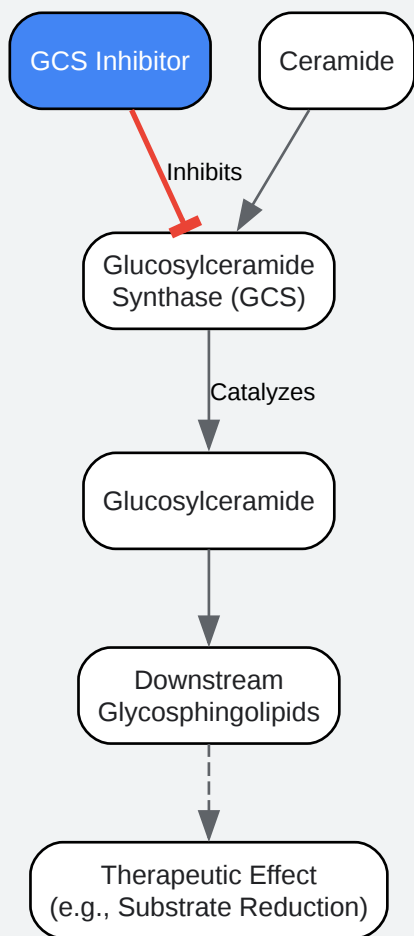 GCS Inhibitor
Ceramide
Inhibits
Glucosylceramide
Synthase (GCS)
Catalyzes
Glucosylceramide
Downstream
Glycosphingolipids
Therapeutic Effect
(e.g., Substrate Reduction)